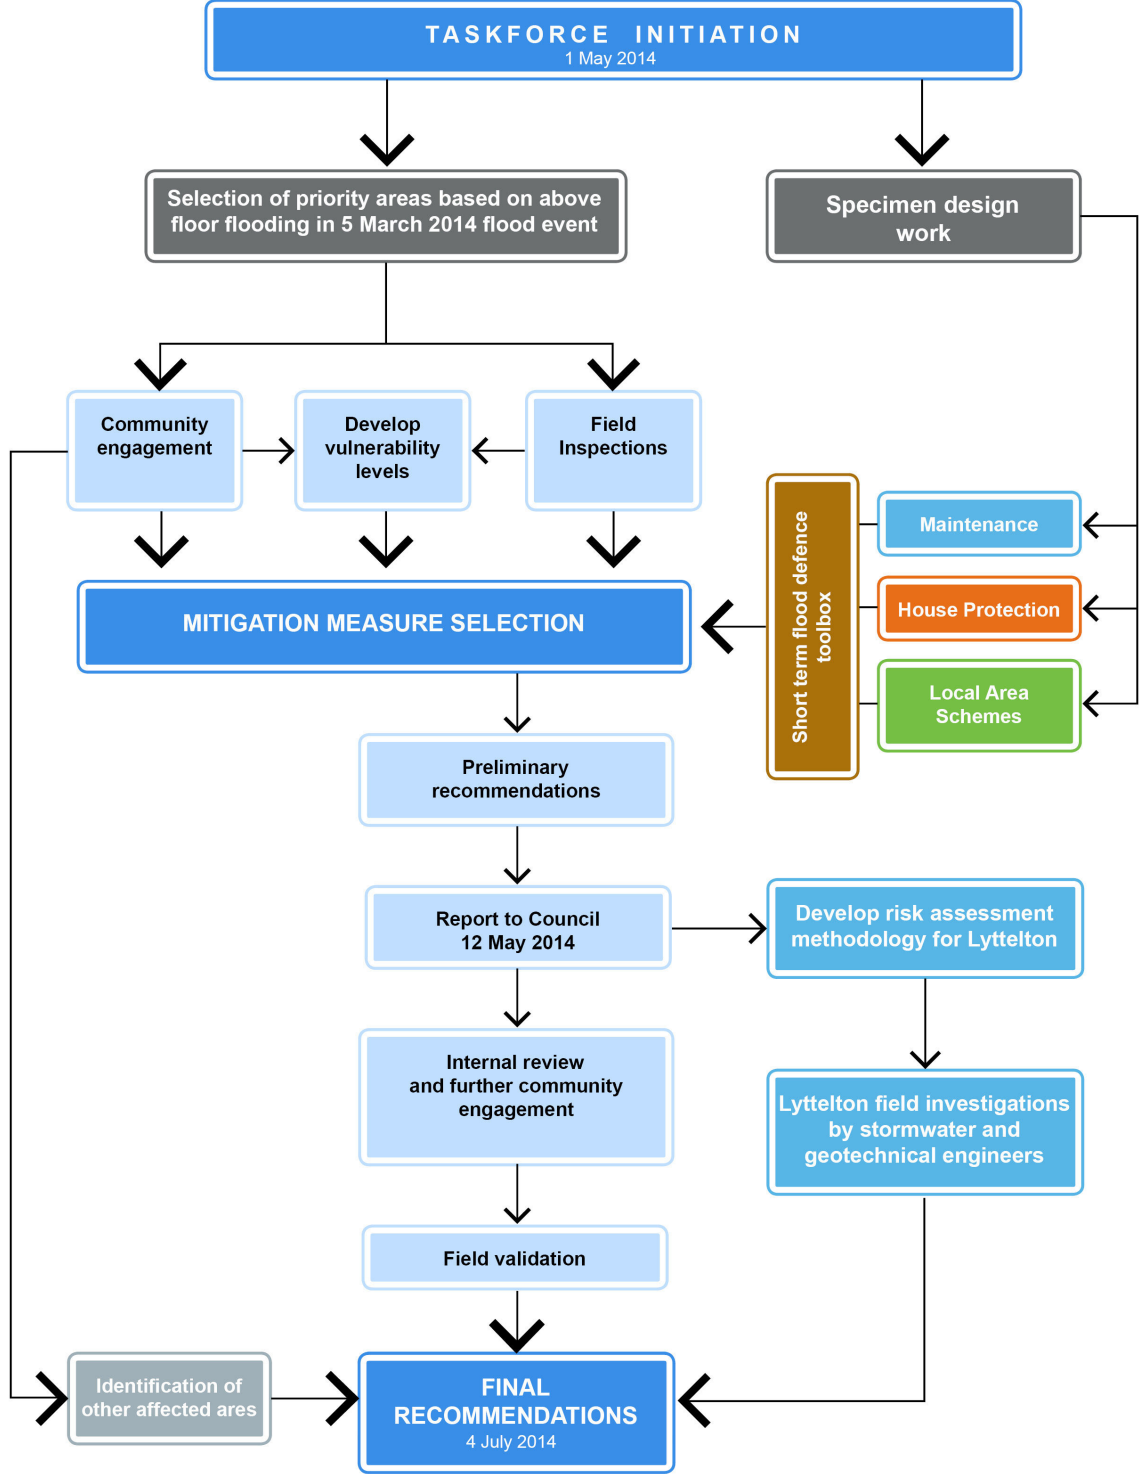 TASKFORCE INITIATION
1 May 2014
Selection of priority areas based on above
floor flooding in 5 March 2014 flood event
Specimen design
work
Community
engagement
Develop
vulnerability
levels
Field
Inspections
Short term flood defence
toolbox
Maintenance
House Protection
Local Area
Schemes
MITIGATION MEASURE SELECTION
Preliminary
recommendations
Report to Council
12 May 2014
Develop risk assessment
methodology for Lyttelton
Internal review
and further community
engagement
Lyttelton field investigations
by stormwater and
geotechnical engineers
Field validation
Identification of
other affected ares
FINAL
RECOMMENDATIONS
4 July 2014